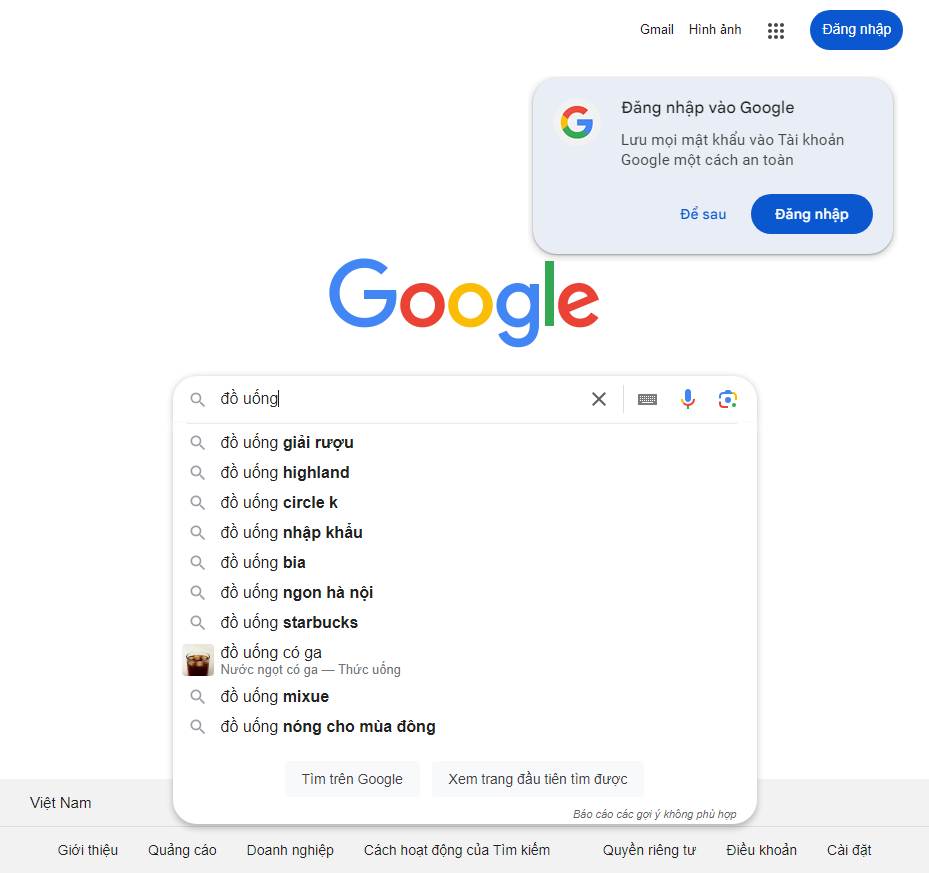 Gmail Hình ảnh Đăng nhập
Đăng nhập vào Google
Lưu mọi mật khẩu vào Tài khoản
Google một cách an toàn
Để sau Đăng nhập
Google
đồ uống
đồ uống giải rượu
đồ uống highland
đồ uống circle k
đồ uống nhập khẩu
đồ uống bia
đồ uống ngon hà nội
đồ uống starbucks
đồ uống có ga
Nước ngọt có ga — Thức uống
đồ uống mixue
đồ uống nóng cho mùa đông
Tìm trên Google Xem trang đầu tiên tìm được
Việt Nam
Báo cáo các gợi ý không phù hợp
Giới thiệu Quảng cáo Doanh nghiệp Cách hoạt động của Tìm kiếm Quyền riêng tư Điều khoản Cài đặt